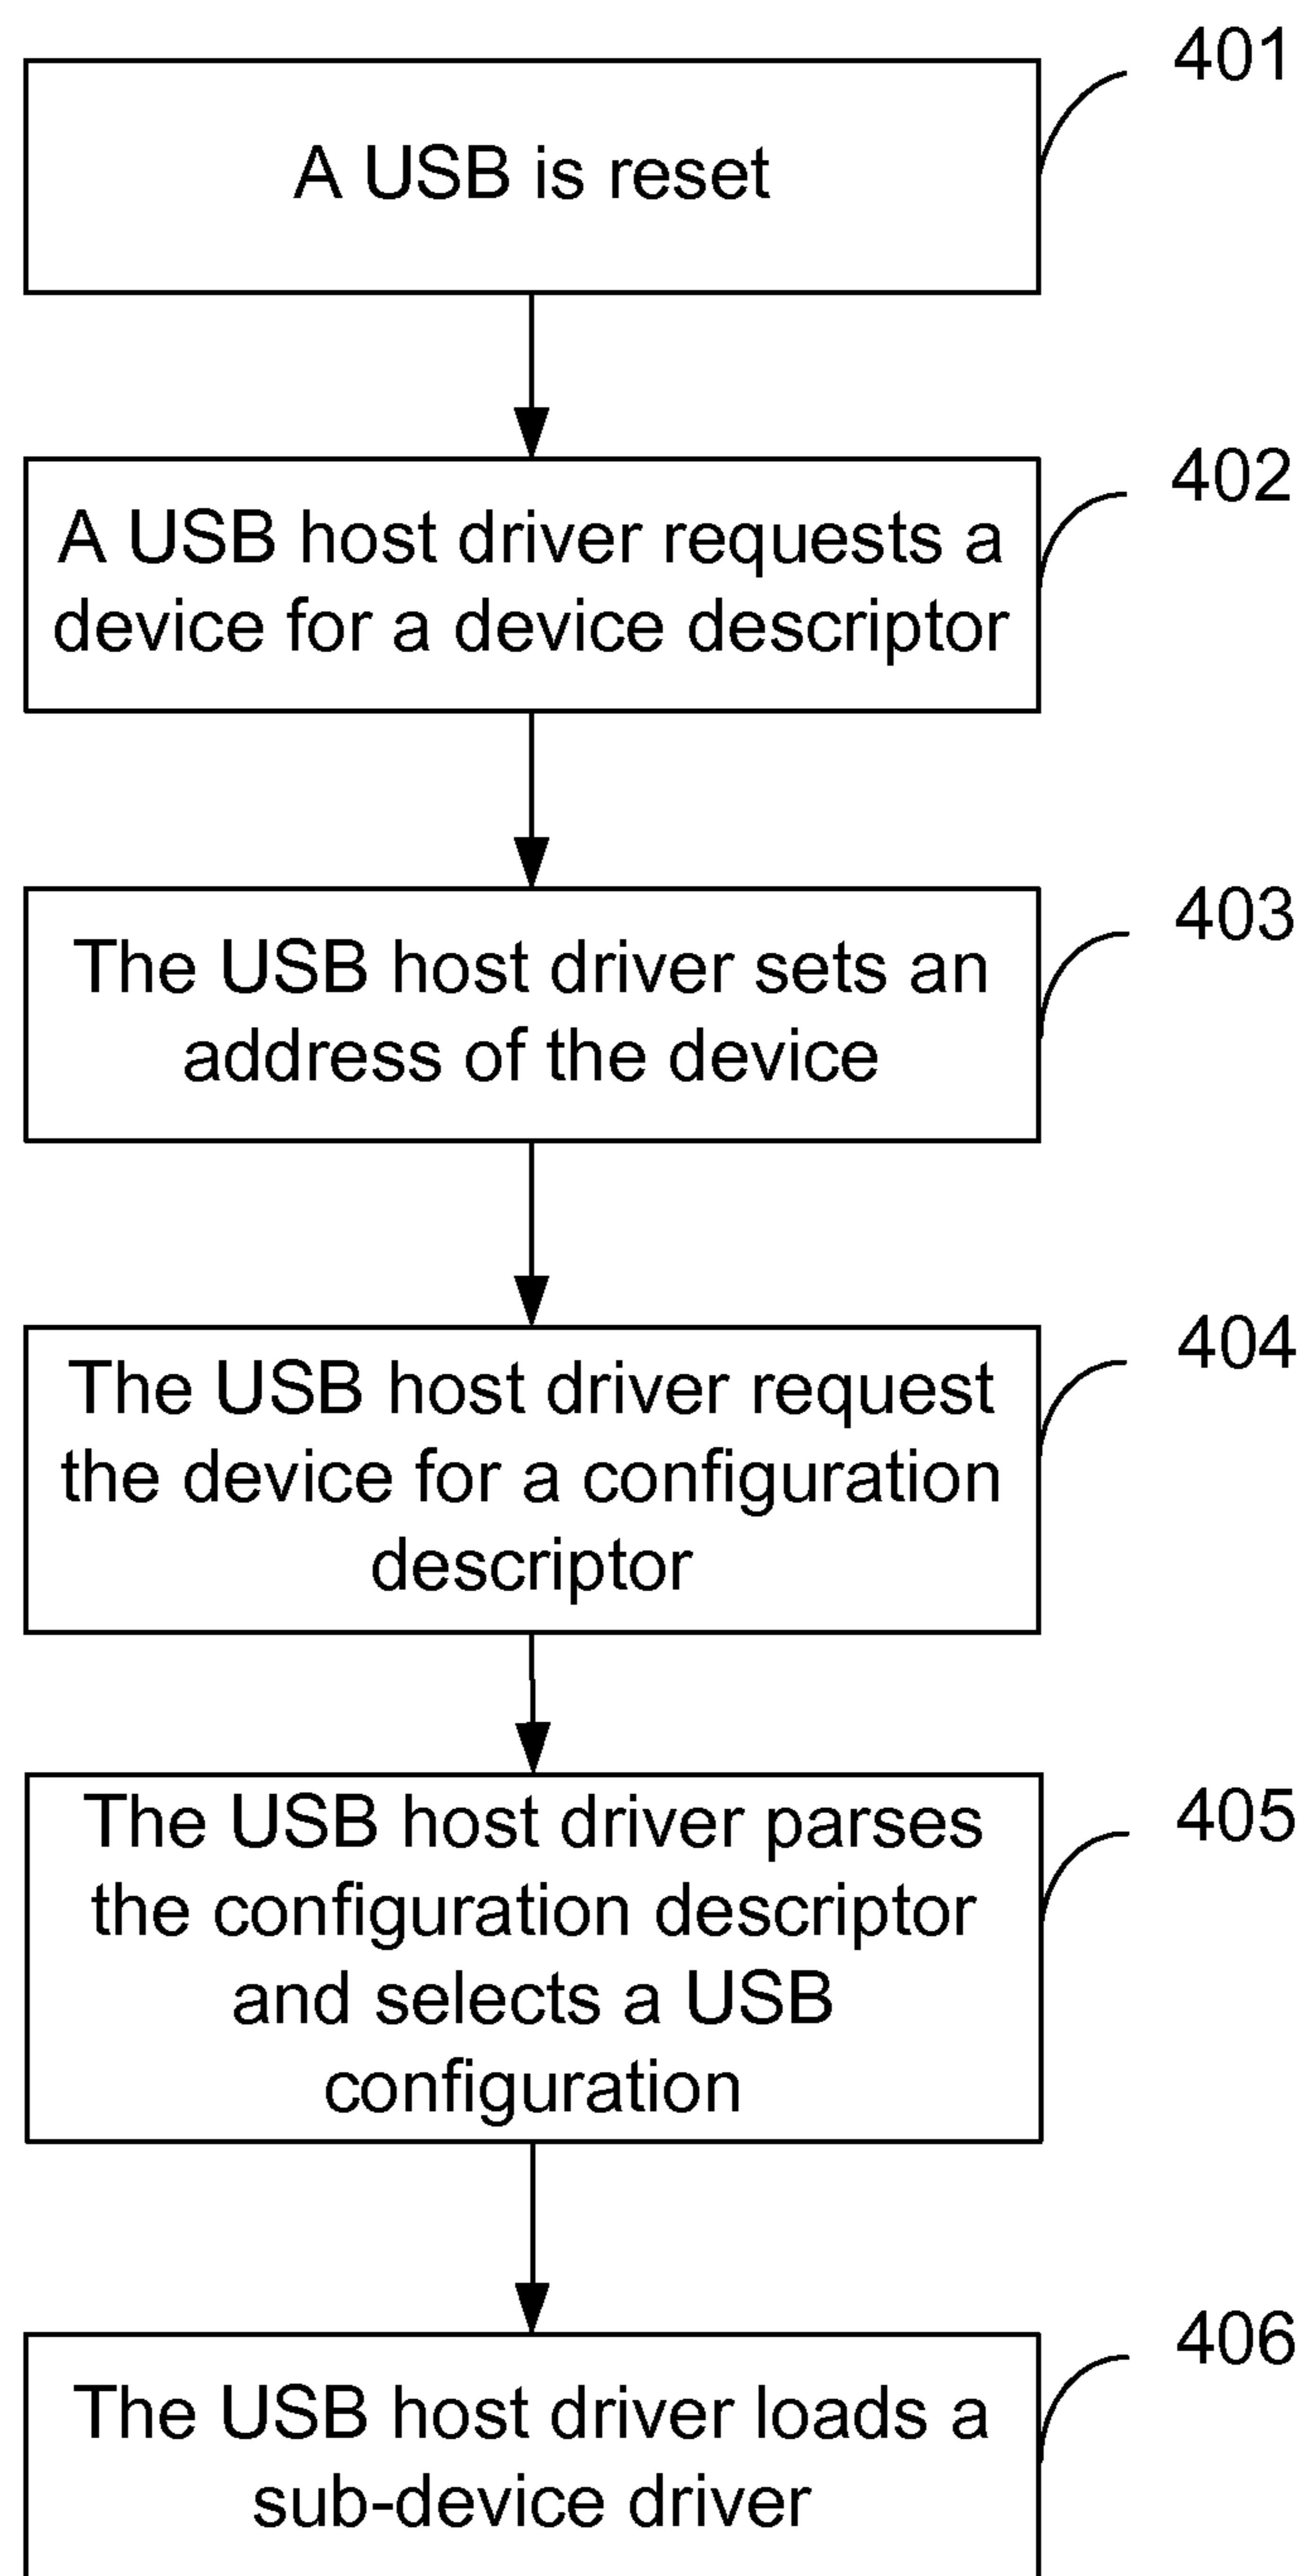 401
A USB is reset
402
A USB host driver requests a
device for a device descriptor
403
The USB host driver sets an
address of the device
404
The USB host driver request
the device for a configuration
descriptor
405
The USB host driver parses
the configuration descriptor
and selects a USB
configuration
406
The USB host driver loads a
sub-device driver